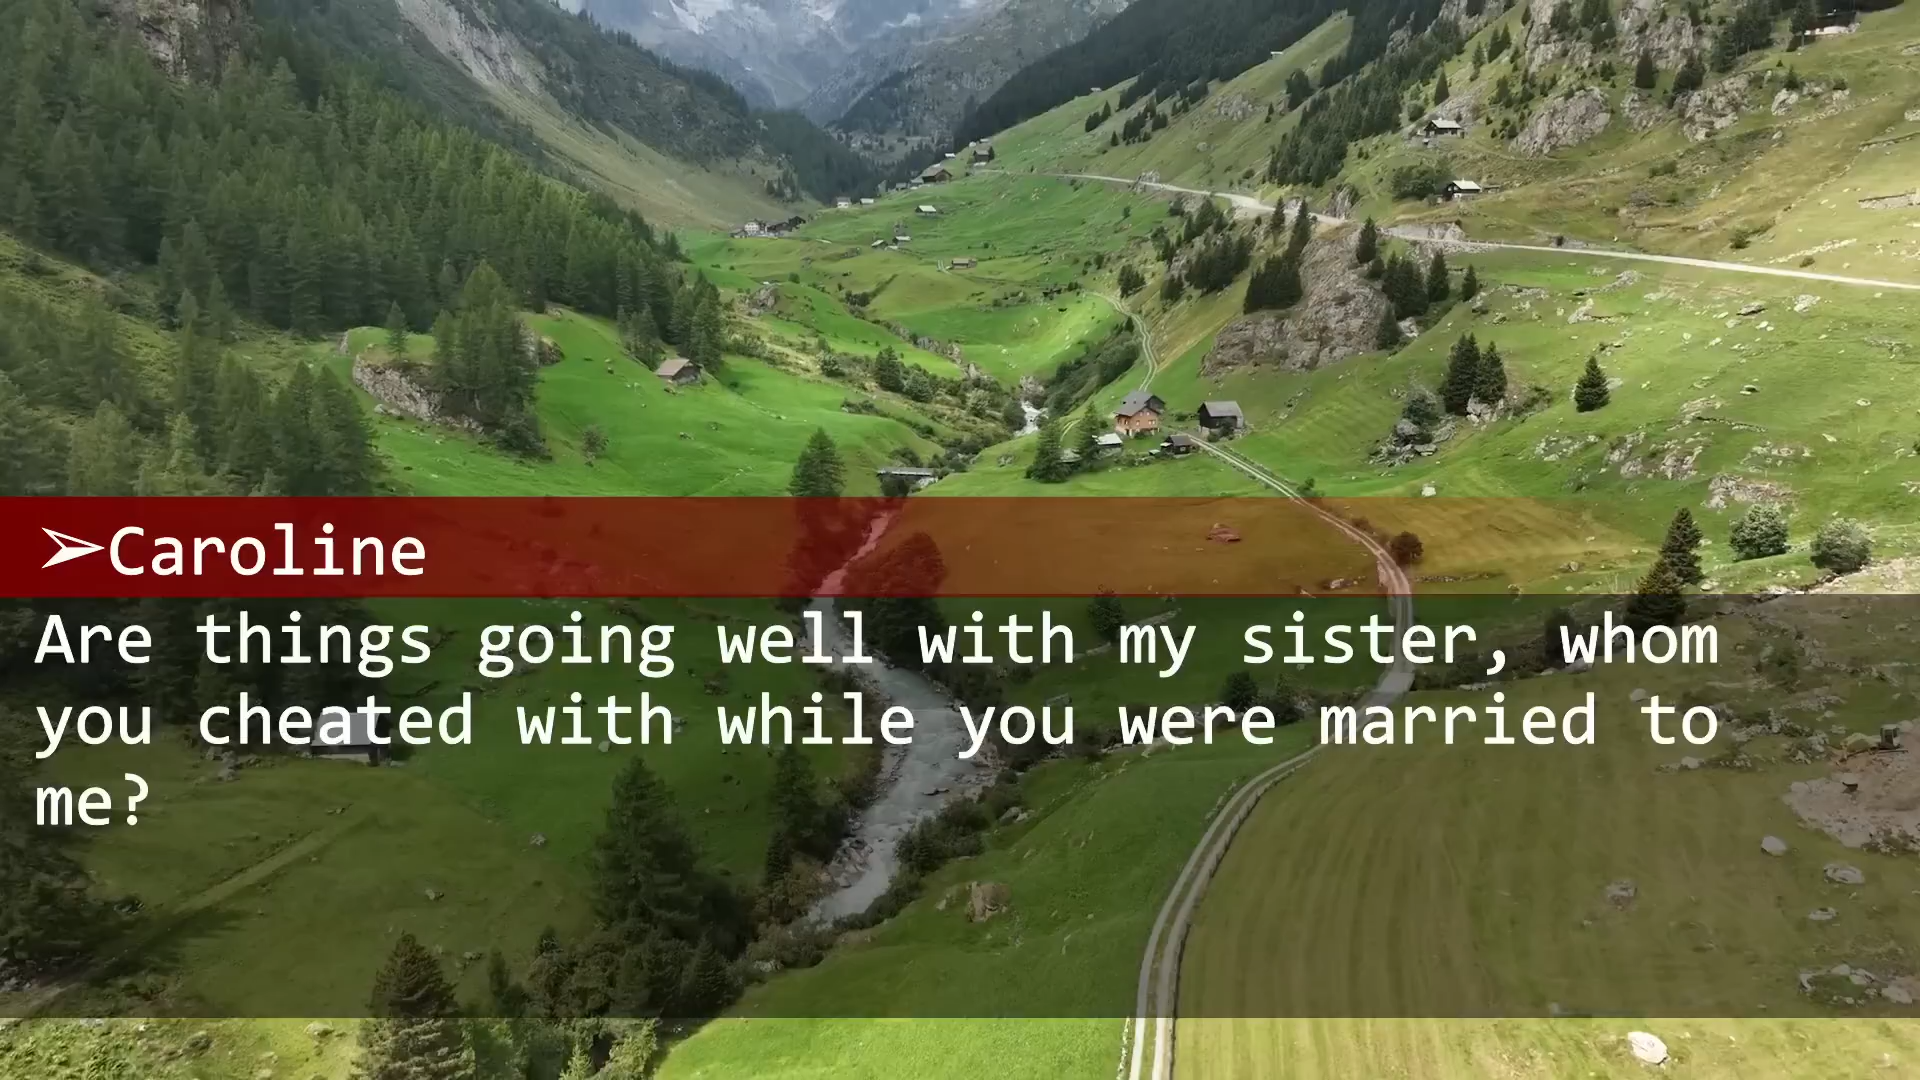 ➢Caroline
Are things going well with my sister, whom
you cheated with while you were married to
me?